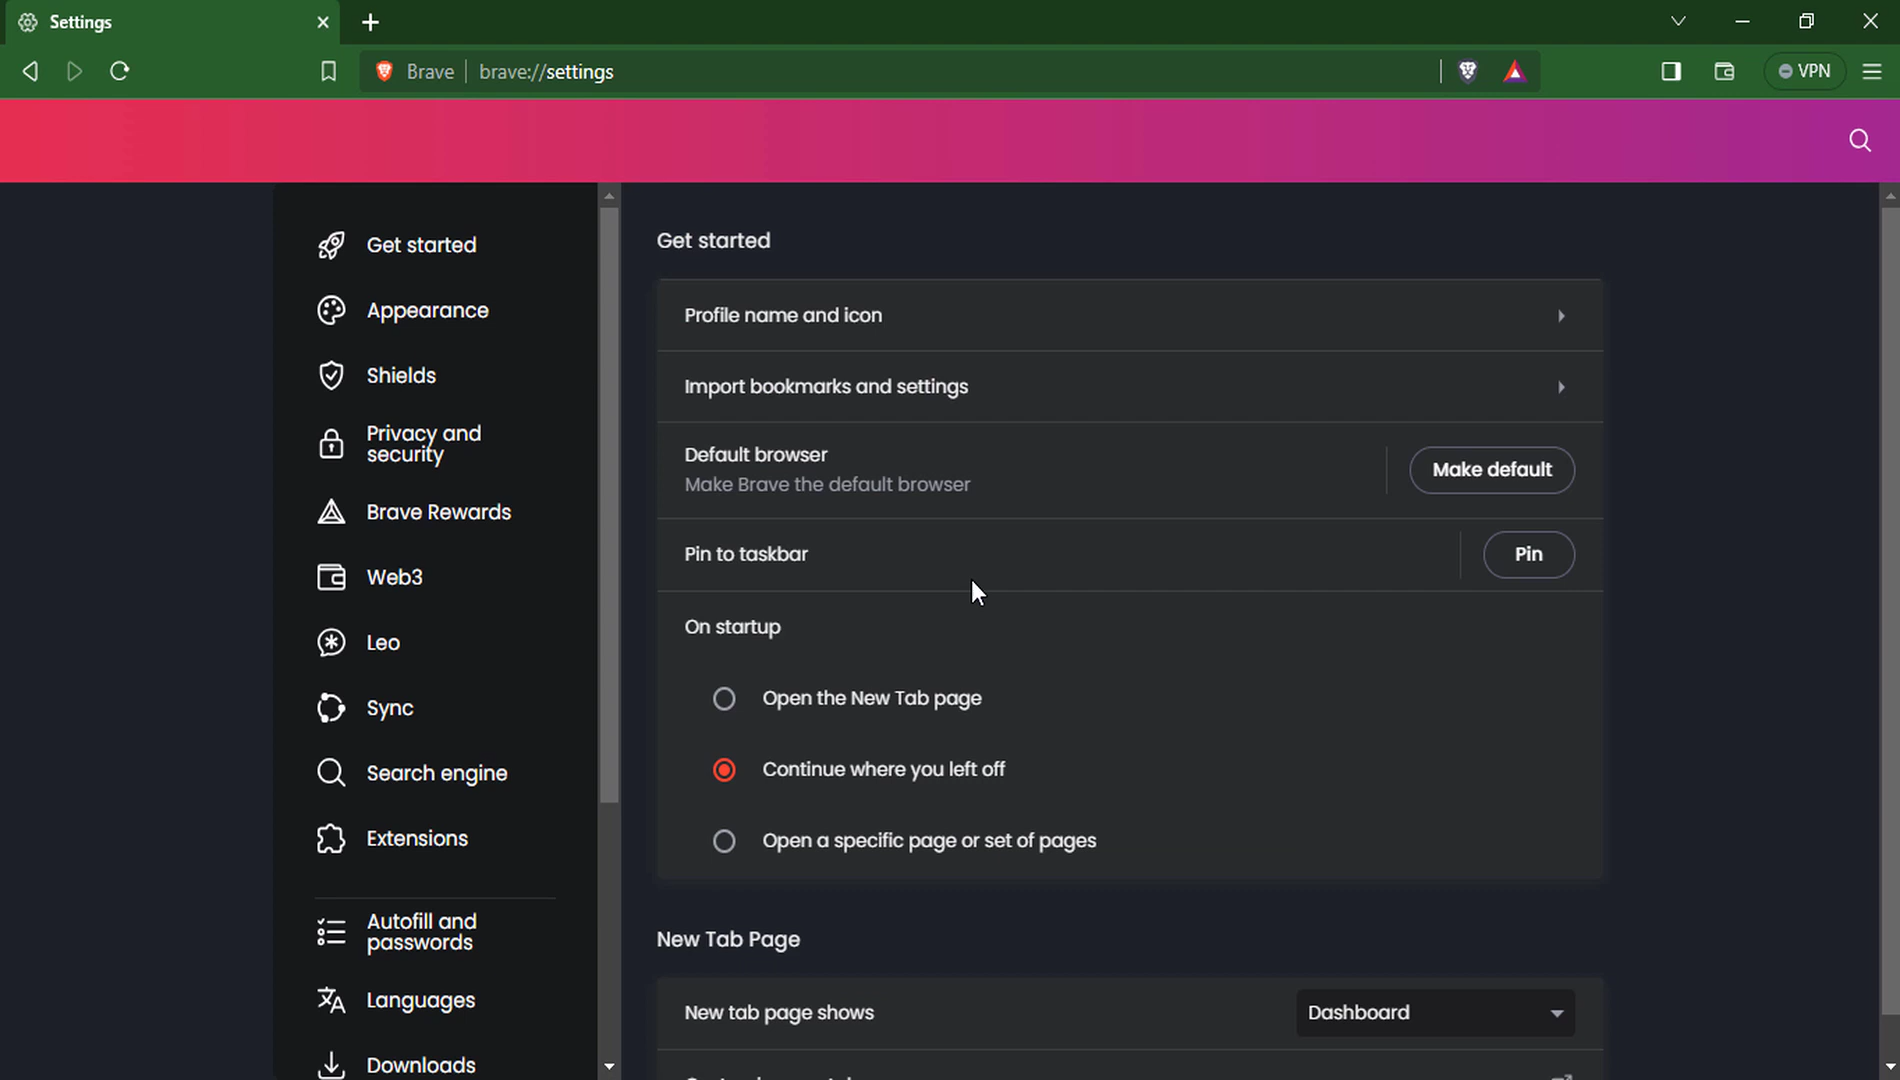 Settings
Brave
brave://settings
VPN
Get started
Appearance
Shields
Privacy and
security
Brave Rewards
Web3
Leo
Sync
Search engine
Extensions
Autofill and
passwords
Languages
Downloads
Get started
Profile name and icon
Import bookmarks and settings
Default browser
Make Brave the default browser
Make default
Pin to taskbar
Pin
On startup
Open the New Tab page
Continue where you left off
Open a specific page or set of pages
New Tab Page
New tab page shows
Dashboard